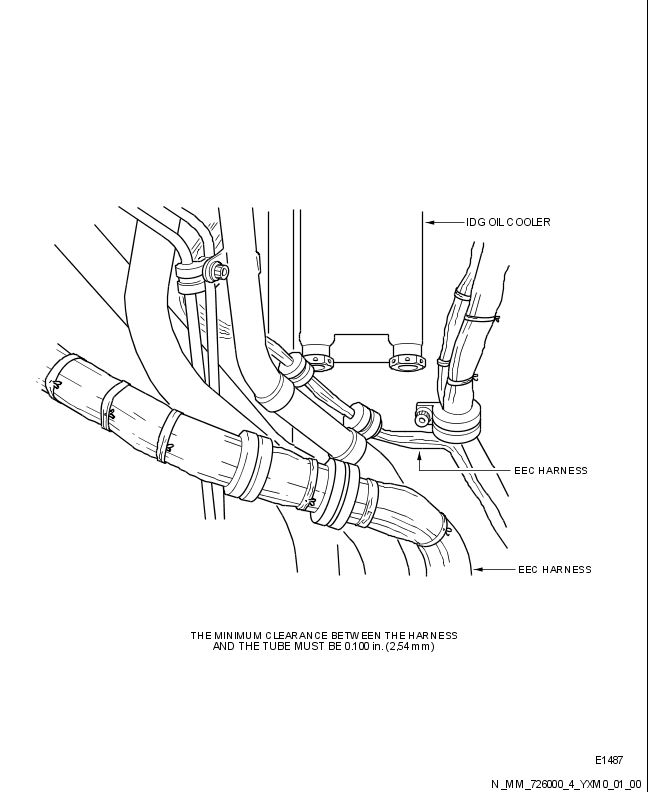 IDG OIL COOLER
EEC HARNESS
EEC HARNESS
THE MINIMUM CLEARANCE BETWEEN THE HARNESS
AND THE TUBE MUST BE 0.100 in. (2,54 mm)
E1487
N_MM_726000_4_YXM0_01_00